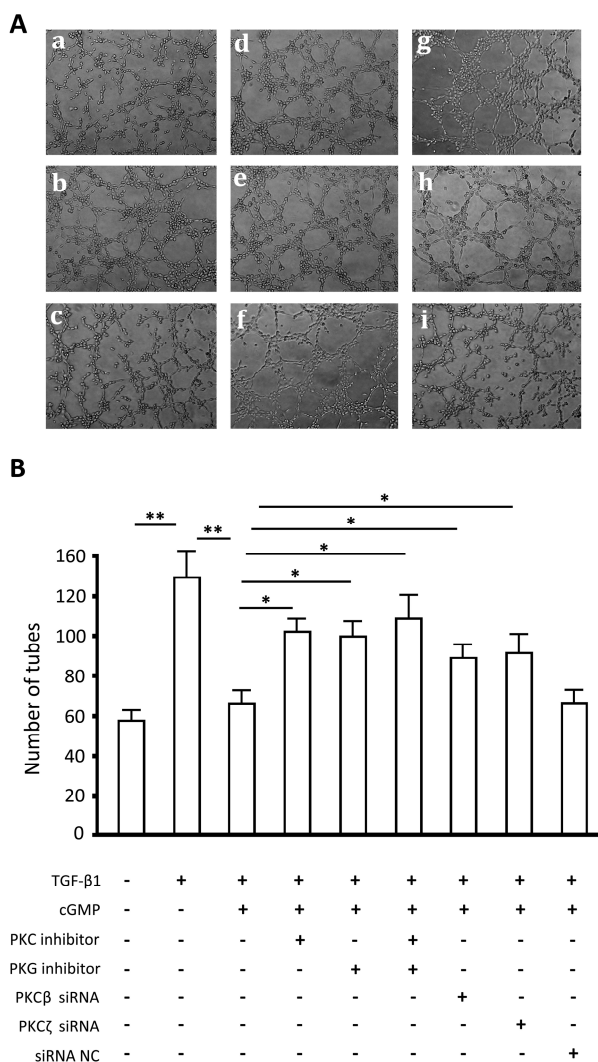 A
a d g
b e h
c f i
B
*
** ** *
*
*
*
160
120
100
80
60
40
20
0
Number of tubes
TGF-β1 - + + + + + + + +
cGMP - - + + + + + + +
PKC inhibitor - - - + - + - - -
PKG inhibitor - - - - + + - - -
PKCβ siRNA - - - - - - + - -
PKCζ siRNA - - - - - - - + -
siRNA NC - - - - - - - - +